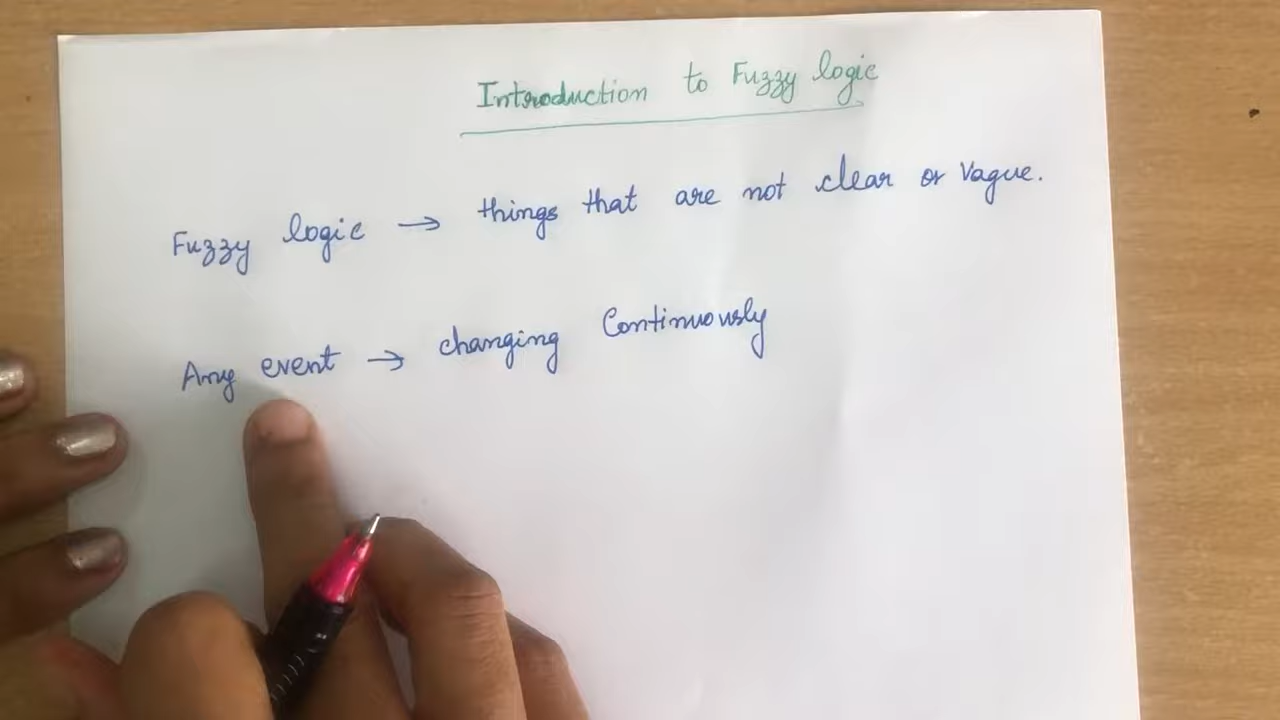 Introduction to Fuzzy logic
Fuzzy logic → things that are not clear or Vague.
Any event → changing Continuously